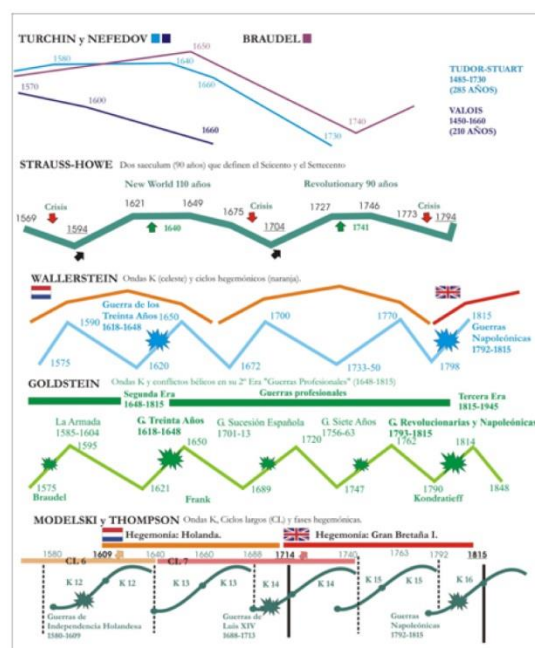 TURCHIN y NEFEDOV
BRAUDEL
1580
1640
1650
1570
1600
1660
1660
1730
1740
TUDOR-STUART
1485-1730
(285 AÑOS)
VALOIS
1450-1660
(210 AÑOS)
STRAUSS-HOWE Dos saeculum (90 años) que definen el Seicento y el Settecento
New World 110 años
Revolutionary 90 años
Crisis
Crisis
Crisis
1569
1594
1621
1640
1649
1675
1704
1727
1741
1746
1773
1794
WALLERSTEIN Ondas K (celeste) y ciclos hegemónicos (naranja).
Guerra de los
Treinta Años
1618-1648
1575
1590
1620
1650
1672
1700
1733-50
1770
1798
1815
Guerras
Napoleónicas
1792-1815
GOLDSTEIN Ondas K y conflictos bélicos en su 2ª Era "Guerras Profesionales" (1648-1815)
Segunda Era
1648-1815
Guerras profesionales
Tercera Era
1815-1945
La Armada
1585-1604
G. Treinta Años
1618-1648
G. Sucesión Española
1701-13
G. Siete Años
1756-63
G. Revolucionarias y Napoleónicas
1793-1815
1595
1650
1720
1762
1814
1575
1621
1689
1747
1790
1848
Braudel
Frank
Kondratieff
MODELSKI y THOMPSON Ondas K, Ciclos largos (CL) y fases hegemónicas.
Hegemonía: Holanda.
Hegemonía: Gran Bretaña I.
1580
1609
1640
1660
1688
1714
1740
1763
1792
1815
CL 6
CL 7
K 12
K 12
K 13
K 13
K 14
K 14
K 15
K 15
K 16
Guerras de
Independencia Holandesa
1580-1609
Guerras de
Luis XIV
1688-1713
Guerras
Napoleónicas
1792-1815